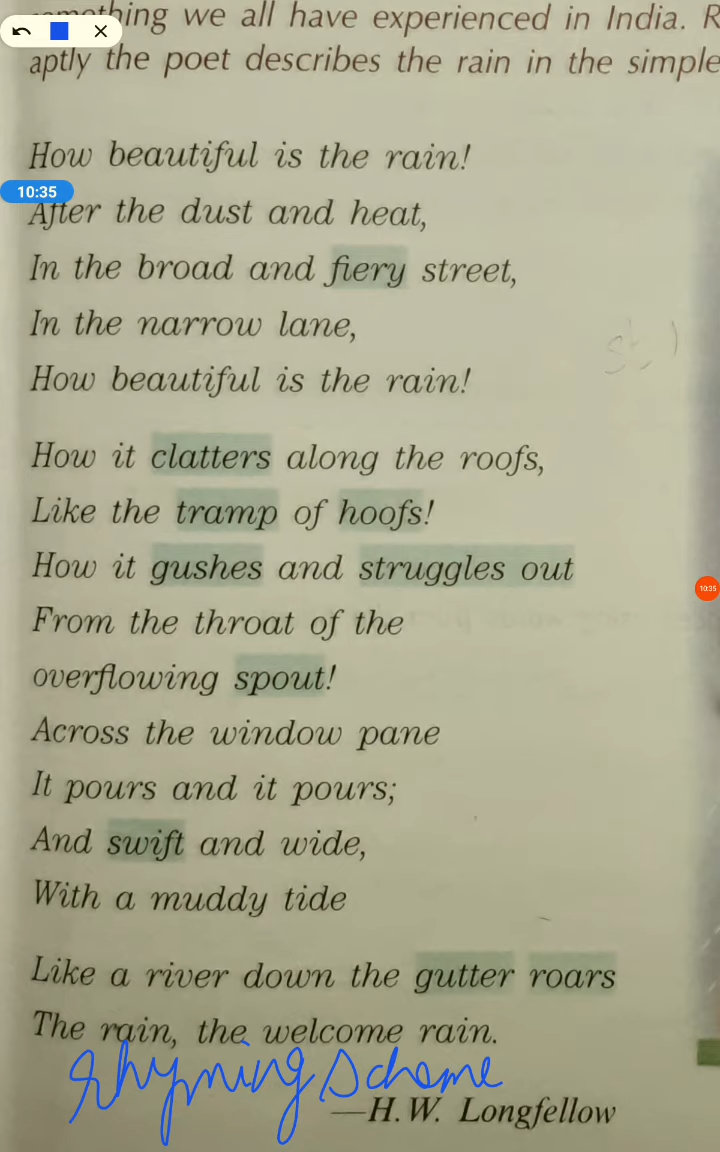 something we all have experienced in India. R
aptly the poet describes the rain in the simple
How beautiful is the rain!
10:35
After the dust and heat,
In the broad and fiery street,
In the narrow lane,
How beautiful is the rain!
How it clatters along the roofs,
Like the tramp of hoofs!
How it gushes and struggles out
10:35
From the throat of the
overflowing spout!
Across the window pane
It pours and it pours;
And swift and wide,
With a muddy tide
Like a river down the gutter roars
The rain, the welcome rain.
Rhyming Scheme
—H.W. Longfellow